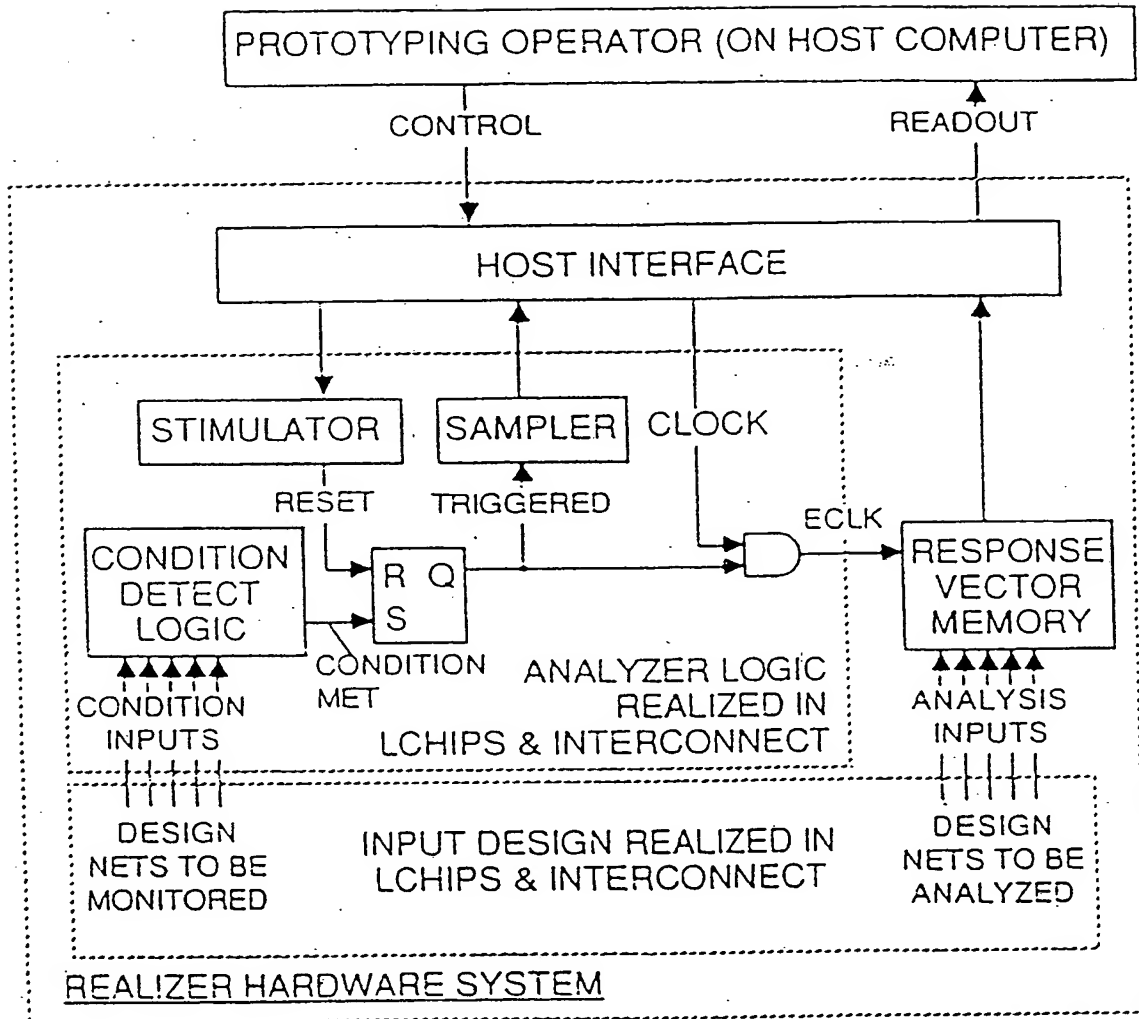 PROTOTYPING OPERATOR (ON HOST COMPUTER)
CONTROL
READOUT
HOST INTERFACE
STIMULATOR
SAMPLER
CLOCK
RESET
TRIGGERED
ECLK
CONDITION
DETECT
LOGIC
R Q
S
RESPONSE
VECTOR
MEMORY
CONDITION
MET
ANALYZER LOGIC
REALIZED IN
LCHIPS & INTERCONNECT
CONDITION
INPUTS
ANALYSIS
INPUTS
DESIGN
NETS TO BE
MONITORED
INPUT DESIGN REALIZED IN
LCHIPS & INTERCONNECT
DESIGN
NETS TO BE
ANALYZED
REALIZER HARDWARE SYSTEM